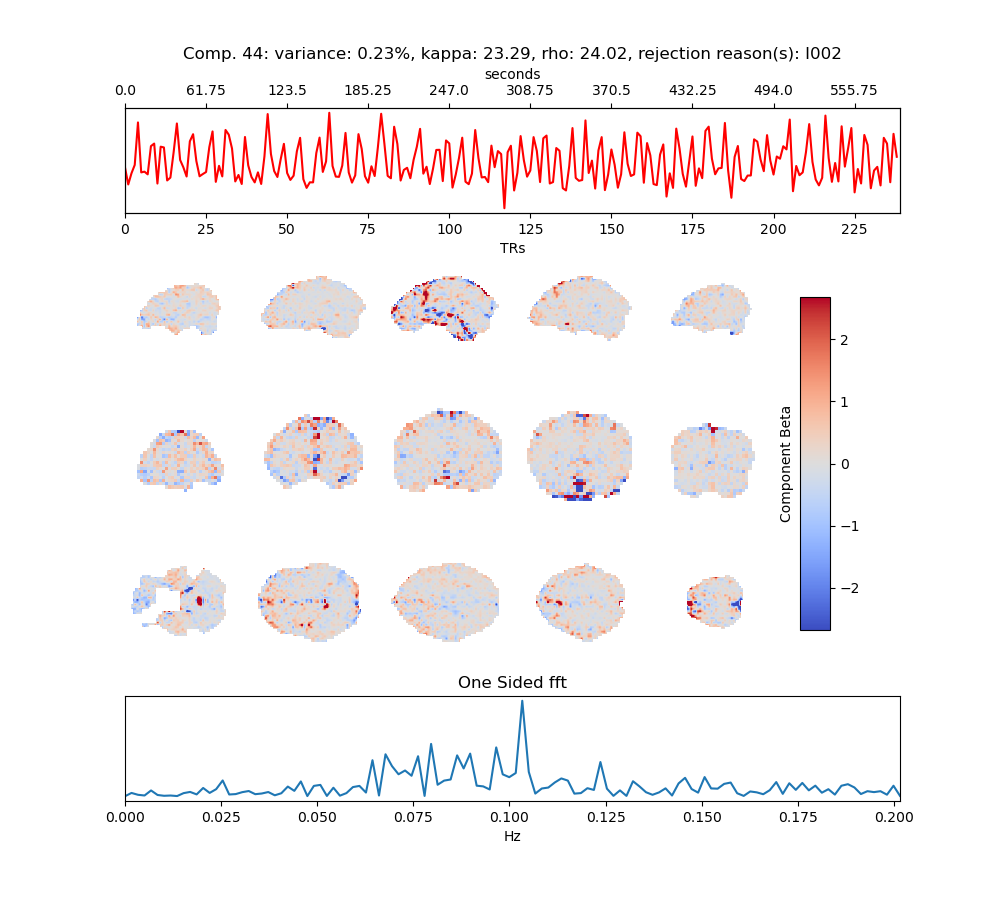 Comp. 44: variance: 0.23%, kappa: 23.29, rho: 24.02, rejection reason(s): I002
seconds
0.0 61.75 123.5 185.25 247.0 308.75 370.5 432.25 494.0 555.75
0 25 50 75 100 125 150 175 200 225
TRs
2
1
0
−1
−2
Component Beta
One Sided fft
0.000 0.025 0.050 0.075 0.100 0.125 0.150 0.175 0.200
Hz